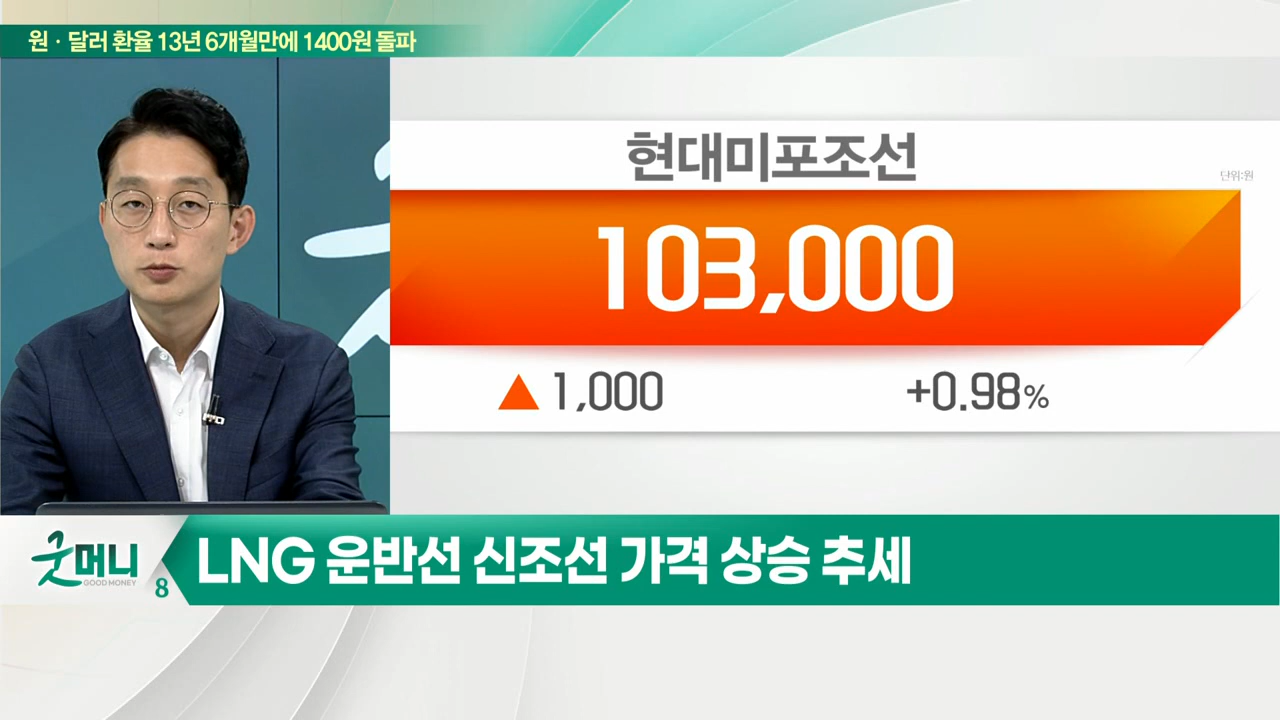 원·달러 환율 13년 6개월만에 1400원 돌파
현대미포조선
단위:원
103,000
▲ 1,000 +0.98%
굿머니
GOOD MONEY
8
LNG 운반선 신조선 가격 상승 추세